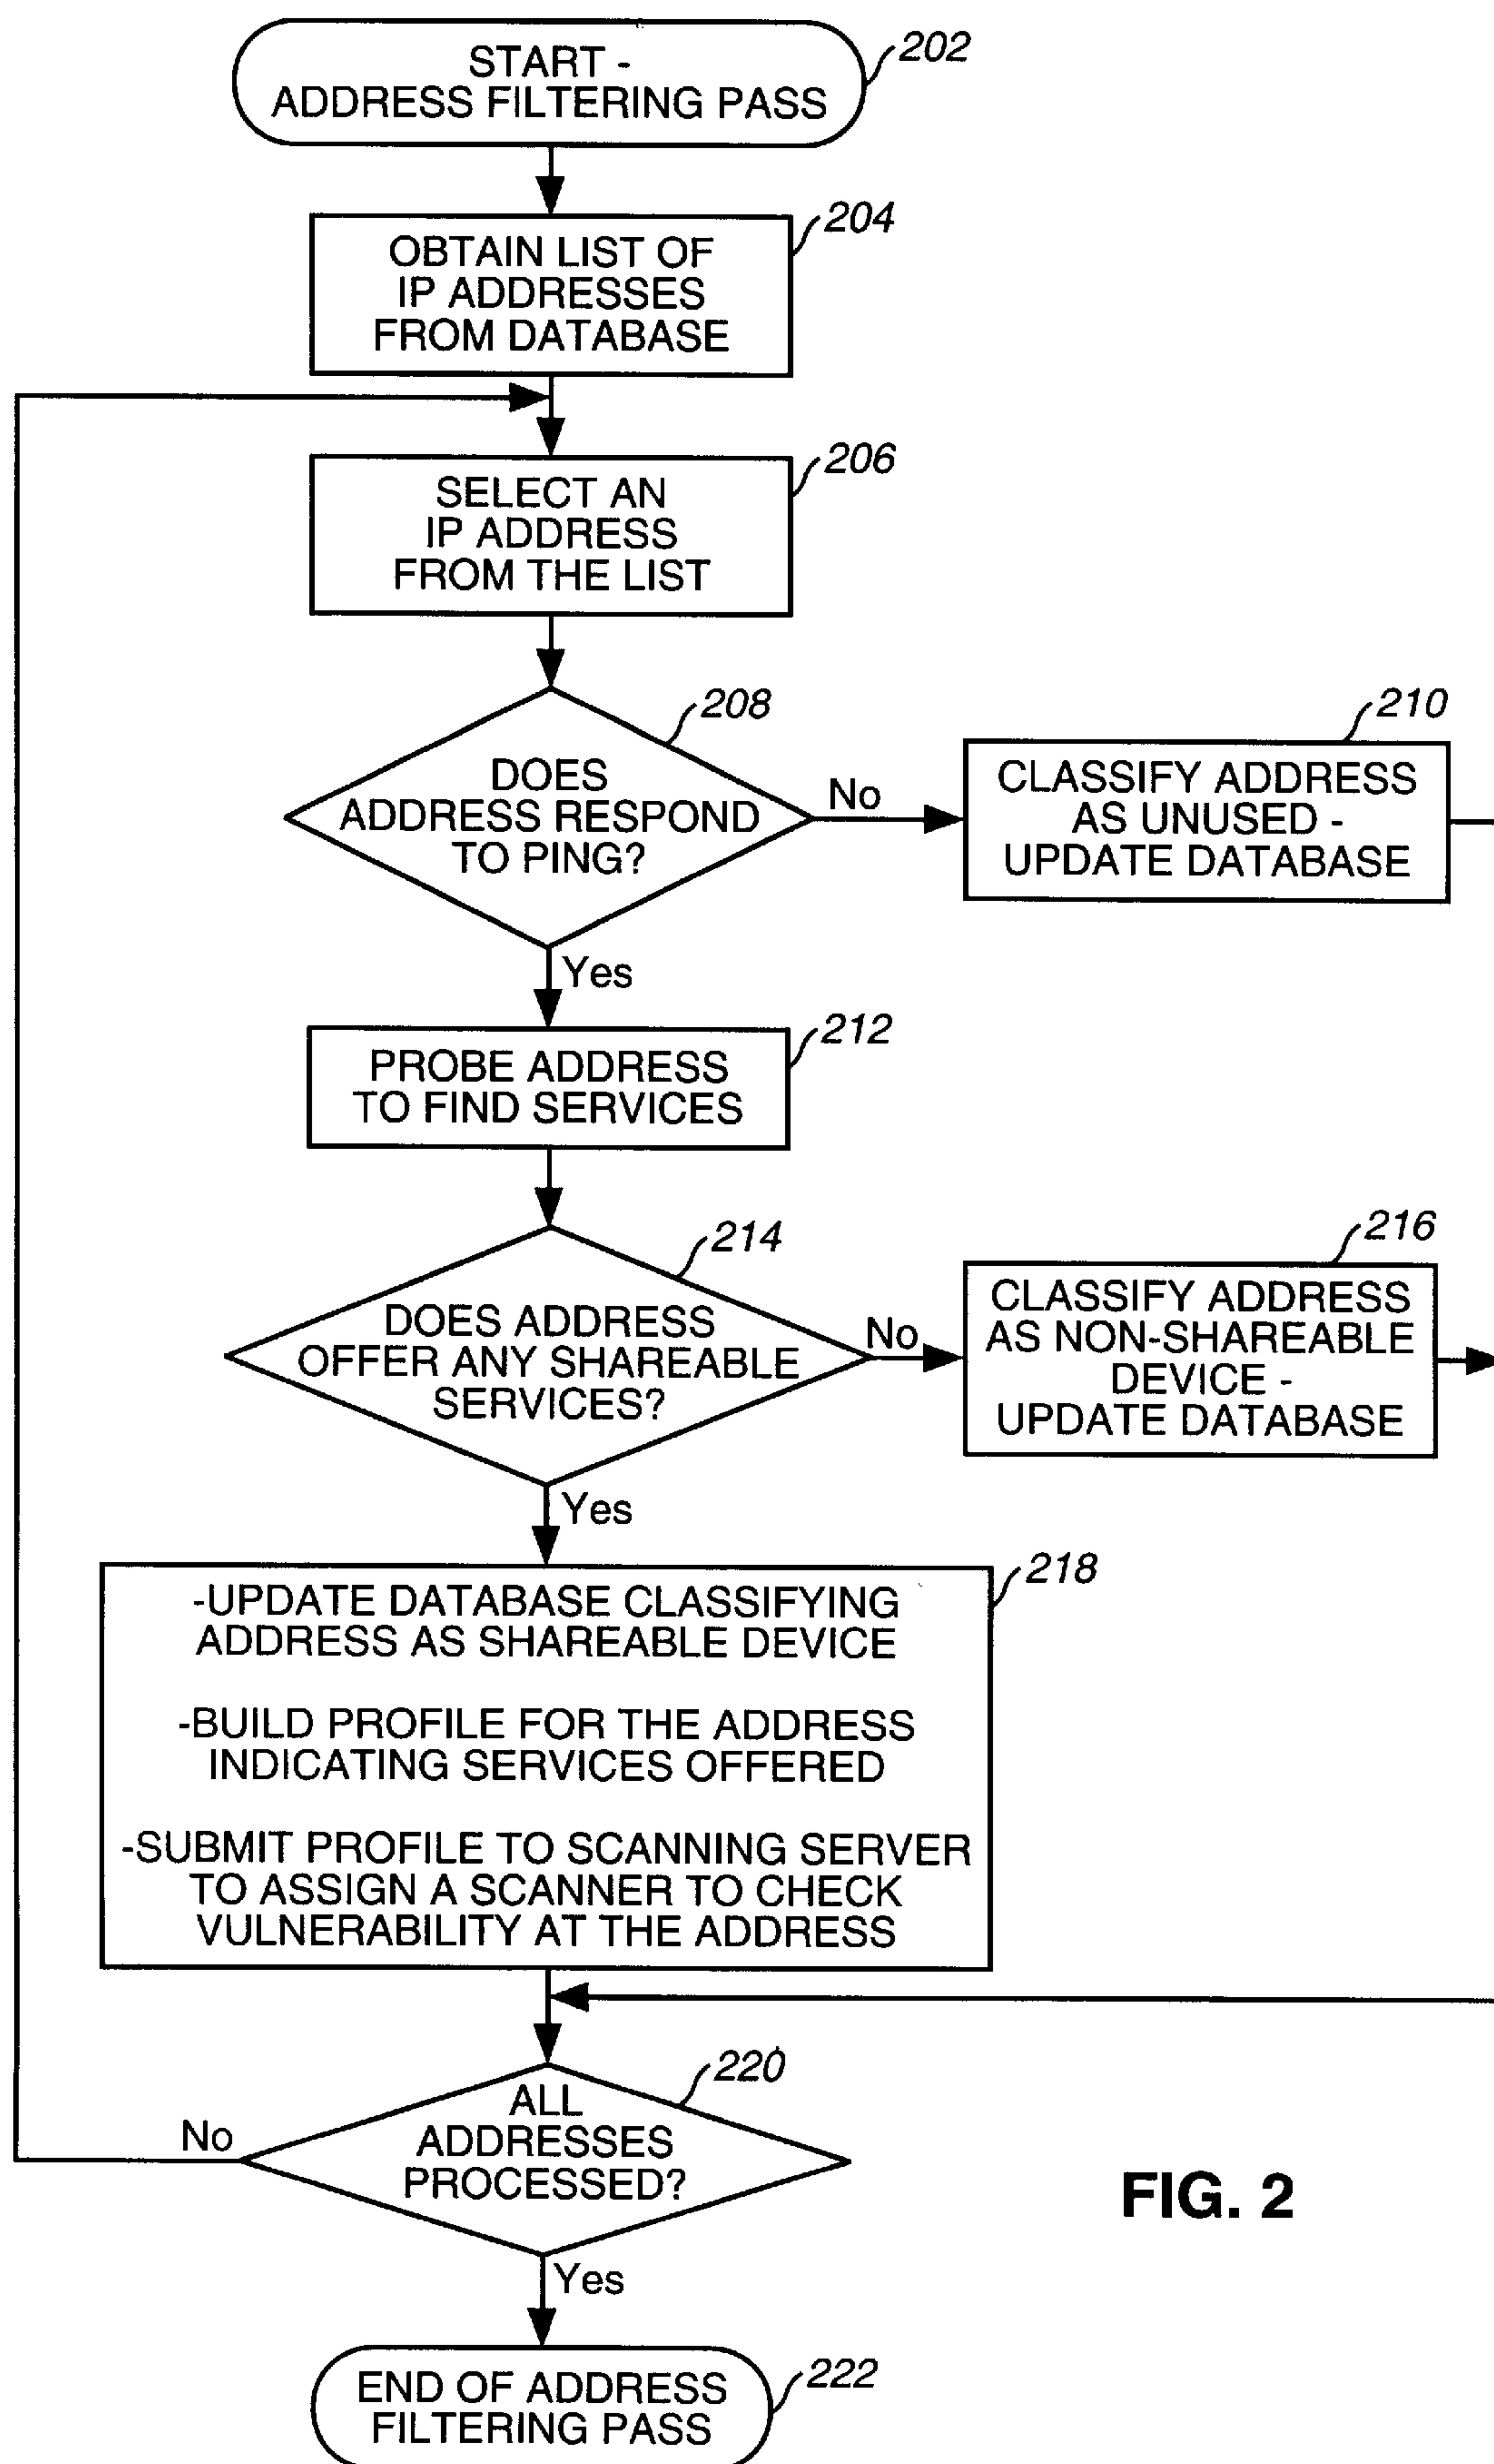 START -
ADDRESS FILTERING PASS
202
OBTAIN LIST OF
IP ADDRESSES
FROM DATABASE
204
SELECT AN
IP ADDRESS
FROM THE LIST
206
DOES
ADDRESS RESPOND
TO PING?
208
No
CLASSIFY ADDRESS
AS UNUSED -
UPDATE DATABASE
210
Yes
PROBE ADDRESS
TO FIND SERVICES
212
DOES ADDRESS
OFFER ANY SHAREABLE
SERVICES?
214
No
CLASSIFY ADDRESS
AS NON-SHAREABLE
DEVICE -
UPDATE DATABASE
216
Yes
-UPDATE DATABASE CLASSIFYING
ADDRESS AS SHAREABLE DEVICE
-BUILD PROFILE FOR THE ADDRESS
INDICATING SERVICES OFFERED
-SUBMIT PROFILE TO SCANNING SERVER
TO ASSIGN A SCANNER TO CHECK
VULNERABILITY AT THE ADDRESS
218
ALL
ADDRESSES
PROCESSED?
220
No
Yes
END OF ADDRESS
FILTERING PASS
222
FIG. 2